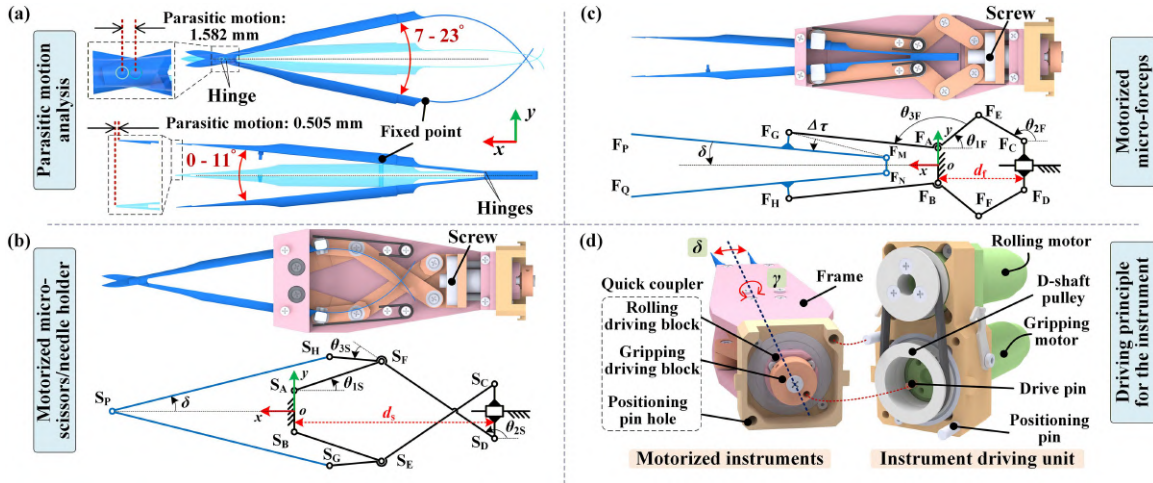 (a)
Parasitic motion analysis
Parasitic motion:
1.582 mm
7 - 23°
Hinge
Fixed point
y
x
Parasitic motion: 0.505 mm
0 - 11°
Hinges
(b)
Motorized micro-
scissors/needle holder
Screw
S_H
θ_3S
S_F
S_A
y
θ_1S
S_C
S_P
δ
x
o
d_s
S_B
S_D
θ_2S
S_G
S_E
(c)
Screw
Motorized
micro-forceps
F_G
Δτ
θ_3F
F_E
F_P
δ
F_A
y
θ_1F
θ_2F
F_C
F_M
x
o
d_f
F_Q
F_N
F_H
F_B
F_F
F_D
(d)
δ
γ
Frame
Quick coupler
Rolling
driving block
Gripping
driving block
Positioning
pin hole
Motorized instruments
Rolling motor
D-shaft
pulley
Gripping
motor
Drive pin
Positioning
pin
Instrument driving unit
Driving principle
for the instrument